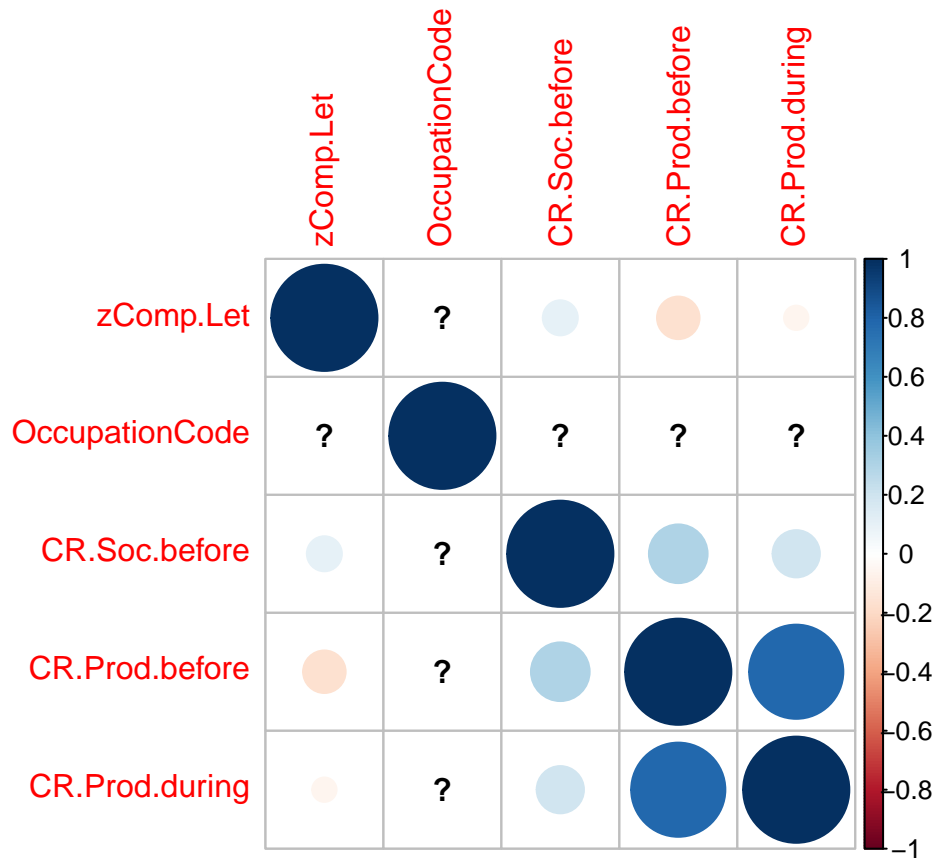 zComp.Let
OccupationCode
CR.Soc.before
CR.Prod.before
CR.Prod.during
zComp.Let ?
OccupationCode ? ? ? ?
CR.Soc.before ?
CR.Prod.before ?
CR.Prod.during ?
1
0.8
0.6
0.4
0.2
0
−0.2
−0.4
−0.6
−0.8
−1